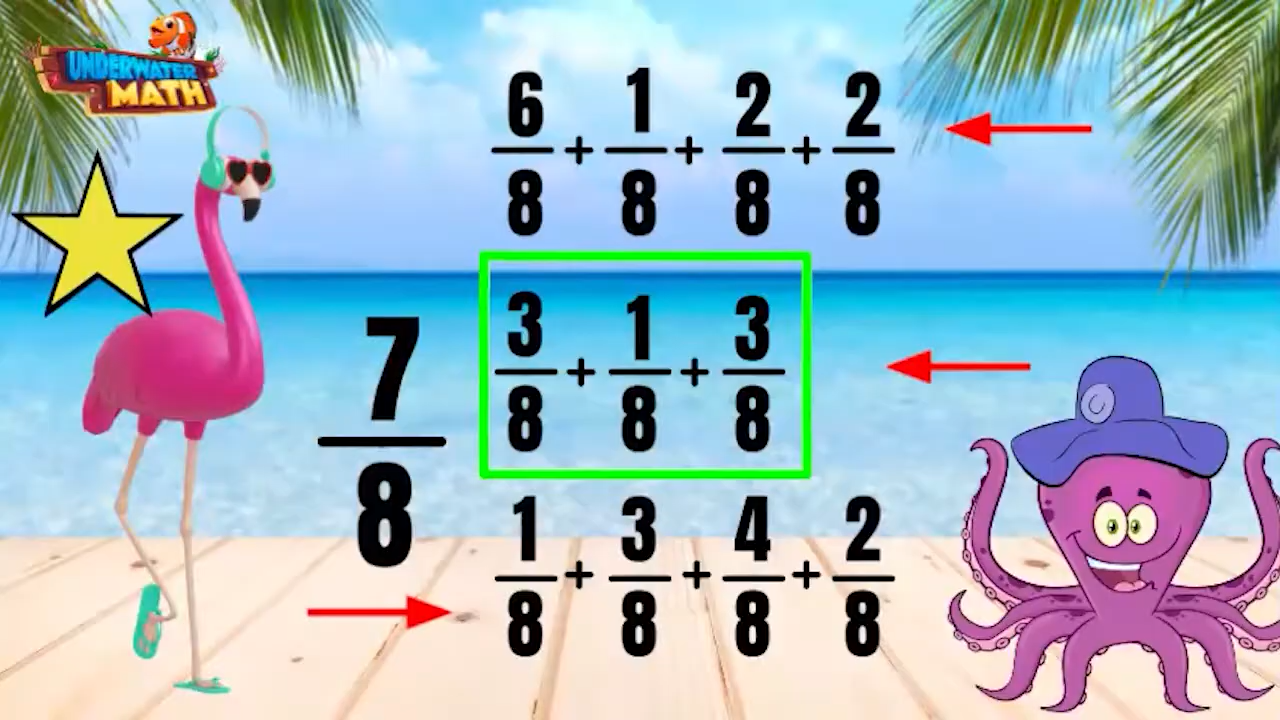 UNDERWATER
MATH
6/8 + 1/8 + 2/8 + 2/8
7/8
3/8 + 1/8 + 3/8
1/8 + 3/8 + 4/8 + 2/8